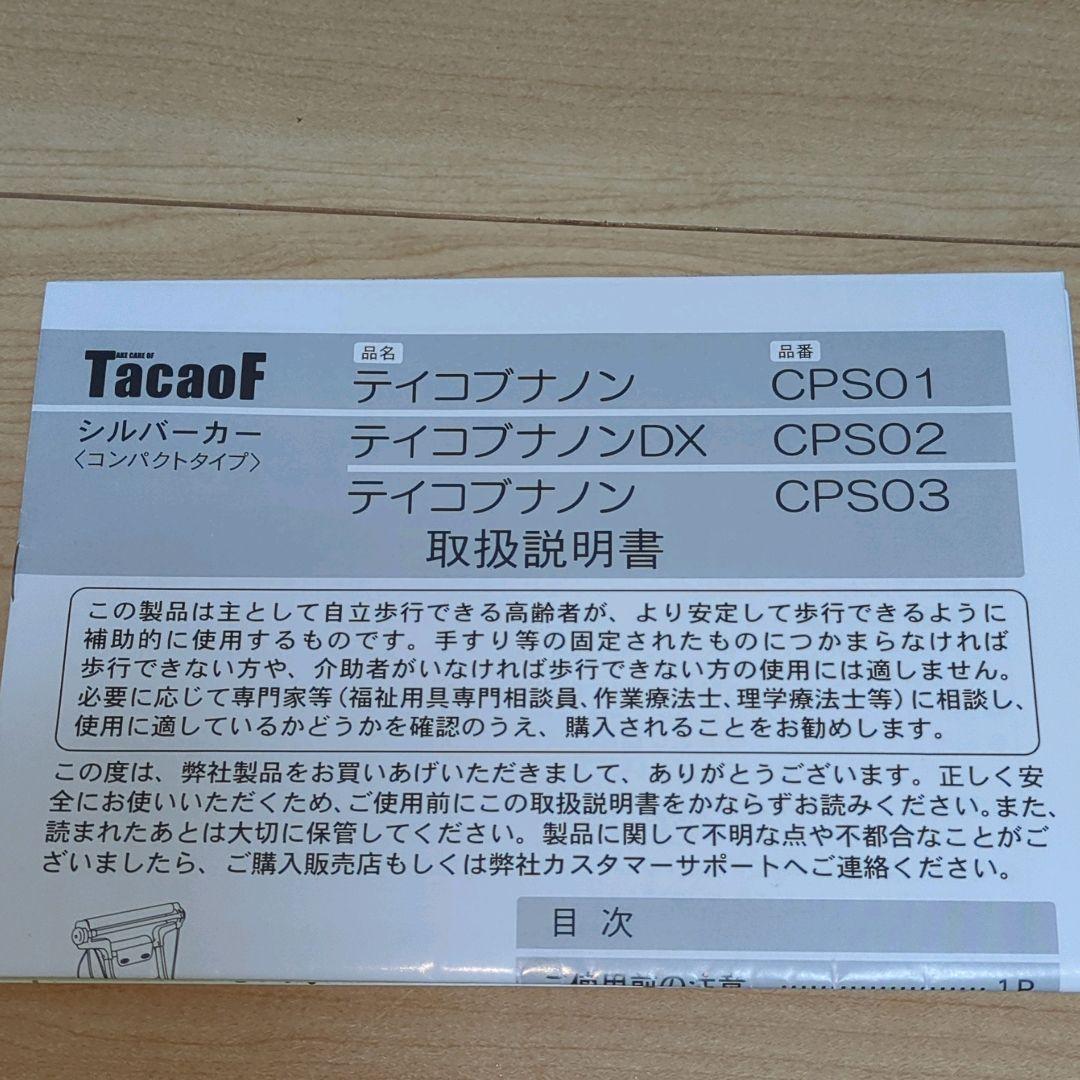 TAKE CARE OF
TacaoF
品名 品番
テイコブナノン CPS01
シルバーカー
〈コンパクトタイプ〉
テイコブナノンDX CPS02
テイコブナノン CPS03
取扱説明書
この製品は主として自立歩行できる高齢者が、より安定して歩行できるように
補助的に使用するものです。手すり等の固定されたものにつかまらなければ
歩行できない方や、介助者がいなければ歩行できない方の使用には適しません。
必要に応じて専門家等(福祉用具専門相談員、作業療法士、理学療法士等)に相談し、
使用に適しているかどうかを確認のうえ、購入されることをお勧めします。
この度は、弊社製品をお買いあげいただきまして、ありがとうございます。正しく安
全にお使いいただくため、ご使用前にこの取扱説明書をかならずお読みください。また、
読まれたあとは大切に保管してください。製品に関して不明な点や不都合なことがご
ざいましたら、ご購入販売店もしくは弊社カスタマーサポートへご連絡ください。
目次
ご使用前の注意 ………………… 1P